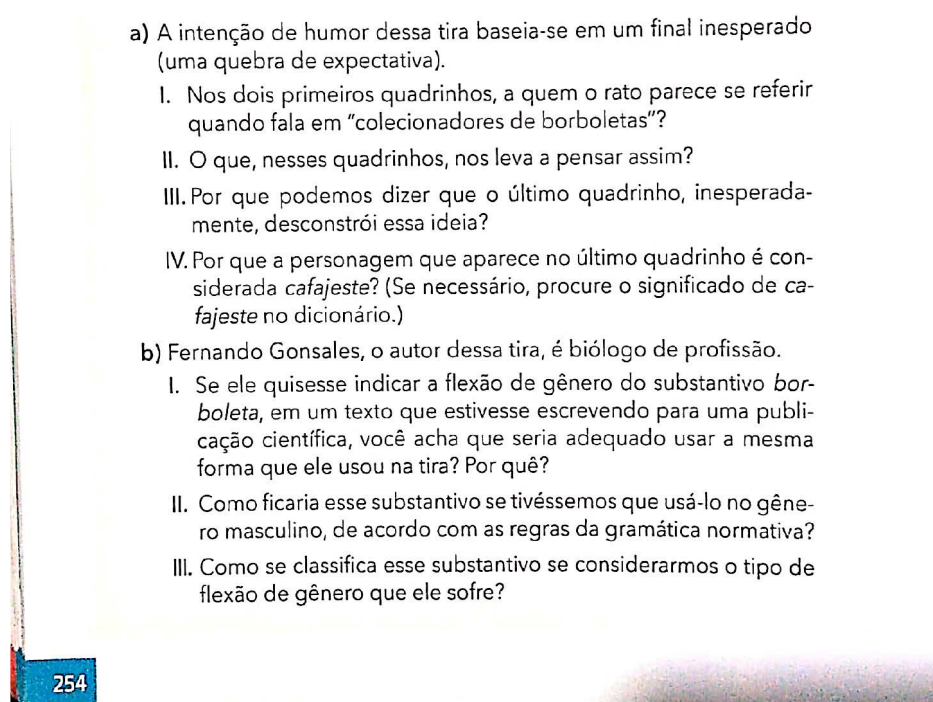 a) A intenção de humor dessa tira baseia-se em um final inesperado
(uma quebra de expectativa).
I. Nos dois primeiros quadrinhos, a quem o rato parece se referir
quando fala em "colecionadores de borboletas"?
II. O que, nesses quadrinhos, nos leva a pensar assim?
III. Por que podemos dizer que o último quadrinho, inesperada-
mente, desconstrói essa ideia?
IV. Por que a personagem que aparece no último quadrinho é con-
siderada cafajeste? (Se necessário, procure o significado de ca-
fajeste no dicionário.)
b) Fernando Gonsales, o autor dessa tira, é biólogo de profissão.
I. Se ele quisesse indicar a flexão de gênero do substantivo bor-
boleta, em um texto que estivesse escrevendo para uma publi-
cação científica, você acha que seria adequado usar a mesma
forma que ele usou na tira? Por quê?
II. Como ficaria esse substantivo se tivéssemos que usá-lo no gêne-
ro masculino, de acordo com as regras da gramática normativa?
III. Como se classifica esse substantivo se considerarmos o tipo de
flexão de gênero que ele sofre?
254